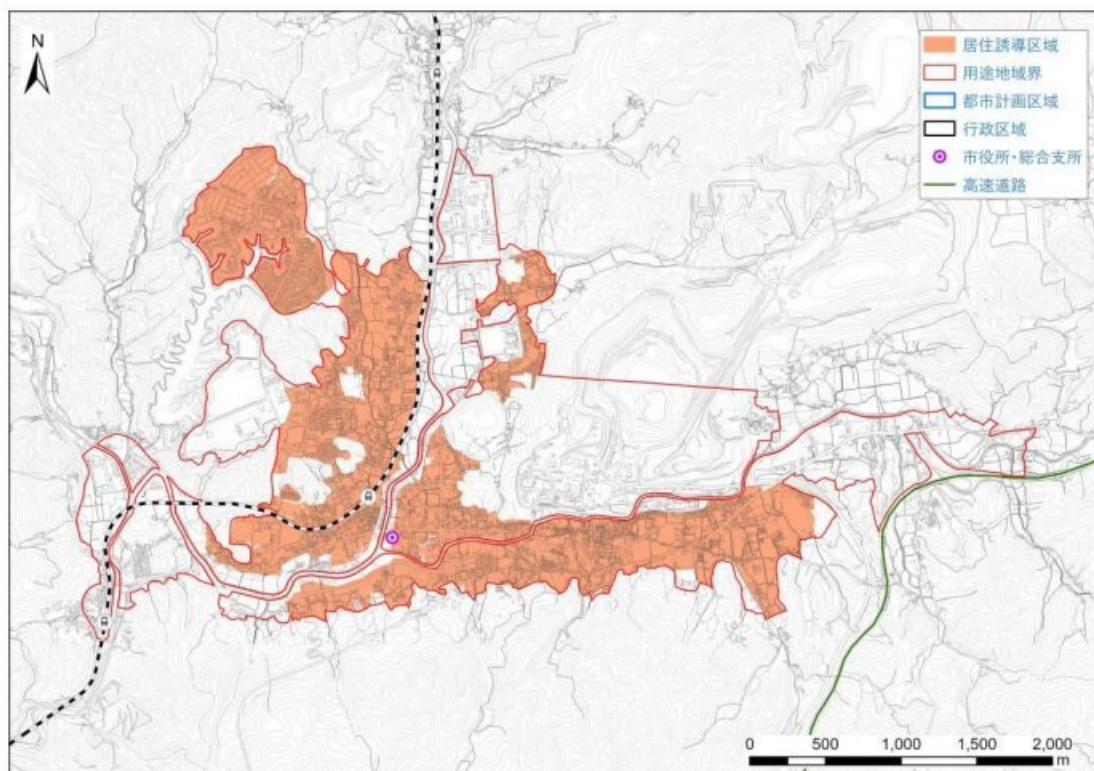 N
居住誘導区域
用途地域界
都市計画区域
行政区域
市役所・総合支所
高速道路
0 500 1,000 1,500 2,000
m